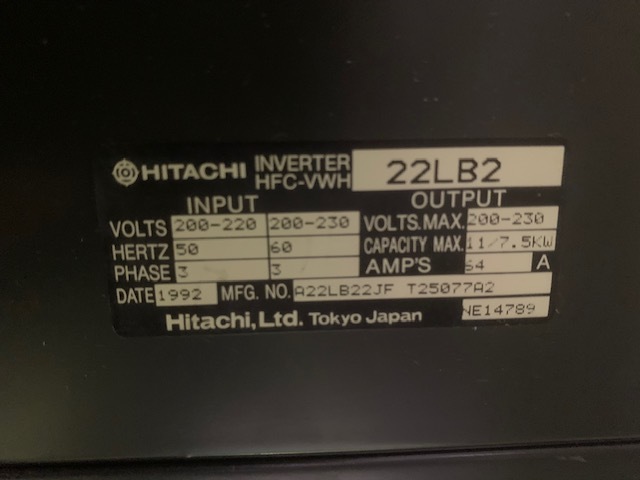 HITACHI INVERTER HFC-VWH 22LB2
INPUT OUTPUT
VOLTS 200-220 200-230 VOLTS.MAX. 200-230
HERTZ 50 60 CAPACITY MAX. 11/7.5KW
PHASE 3 3 AMP'S 64 A
DATE 1992 MFG. NO. A22LB22JF T25077A2
Hitachi,Ltd. Tokyo Japan NE14789